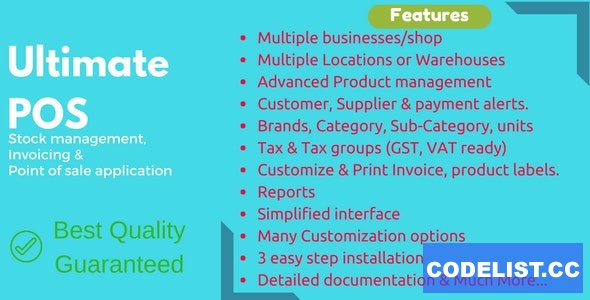 Features
Ultimate
POS
Stock management,
Invoicing &
Point of sale application
Best Quality
Guaranteed
Multiple businesses/shop
Multiple Locations or Warehouses
Advanced Product management
Customer, Supplier & payment alerts.
Brands, Category, Sub-Category, units
Tax & Tax groups (GST, VAT ready)
Customize & Print Invoice, product labels.
Reports
Simplified interface
Many Customization options
3 easy step installation
Detailed documentation & Much More...
CODELIST.CC